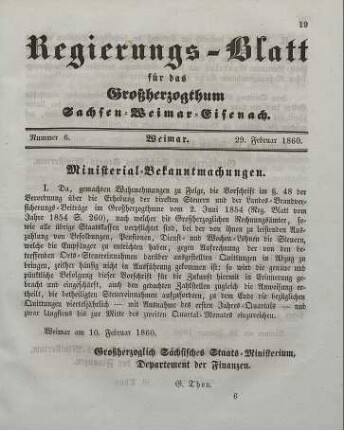 19
Regierungs-Blatt
für das
Großherzogthum
Sachsen-Weimar-Eisenach.
Nummer 6. Weimar. 29. Februar 1860.
Ministerial-Bekanntmachungen.
I. Da, gemachten Wahrnehmungen zu Folge, die Vorschrift im §. 48 der
Verordnung über die Erhebung der direkten Steuern und der Landes-Brandver-
sicherungs-Beiträge im Großherzogthume vom 2. Juni 1854 (Reg. Blatt vom
Jahre 1854 S. 260), nach welcher die Großherzoglichen Rechnungsämter, so
wie alle übrige Staatskassen verpflichtet sind, bei der von ihnen zu leistenden Aus-
zahlung von Besoldungen, Pensionen, Dienst- und Wochen-Löhnen die Steuern,
welche die Empfänger zu entrichten haben, gegen Aufrechnung der von den be-
treffenden Orts-Steuereinnahmen darüber ausgestellten Quittungen in Abzug zu
bringen, daher häufig nicht in Ausführung gekommen ist: so wird die genaue und
pünktliche Befolgung dieser Vorschrift für die Zukunft hiermit in Erinnerung ge-
bracht und eingeschärft, auch den gedachten Zahlstellen zugleich die Anweisung er-
theilt, die betheiligten Steuereinnahmen aufzufordern, zu dem Ende die bezüglichen
Quittungen vierteljährlich — mit Ausnahme des ersten Jahres-Quartals — und
zwar längstens bis zur Mitte des zweiten Quartal-Monates einzureichen.
Weimar am 10. Februar 1860.
Großherzoglich Sächsisches Staats-Ministerium,
Departement der Finanzen.
G. Thon.
6